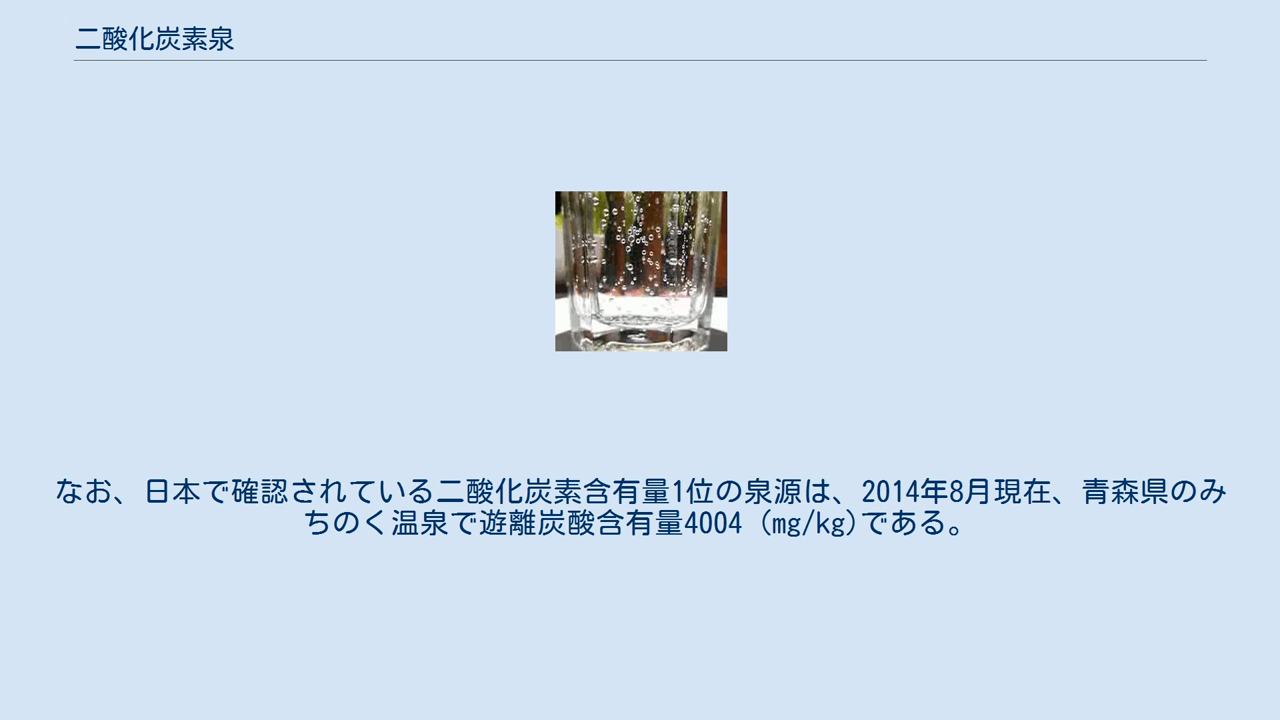 二酸化炭素泉
なお、日本で確認されている二酸化炭素含有量1位の泉源は、2014年8月現在、青森県のみ
ちのく温泉で遊離炭酸含有量4004 (mg/kg)である。